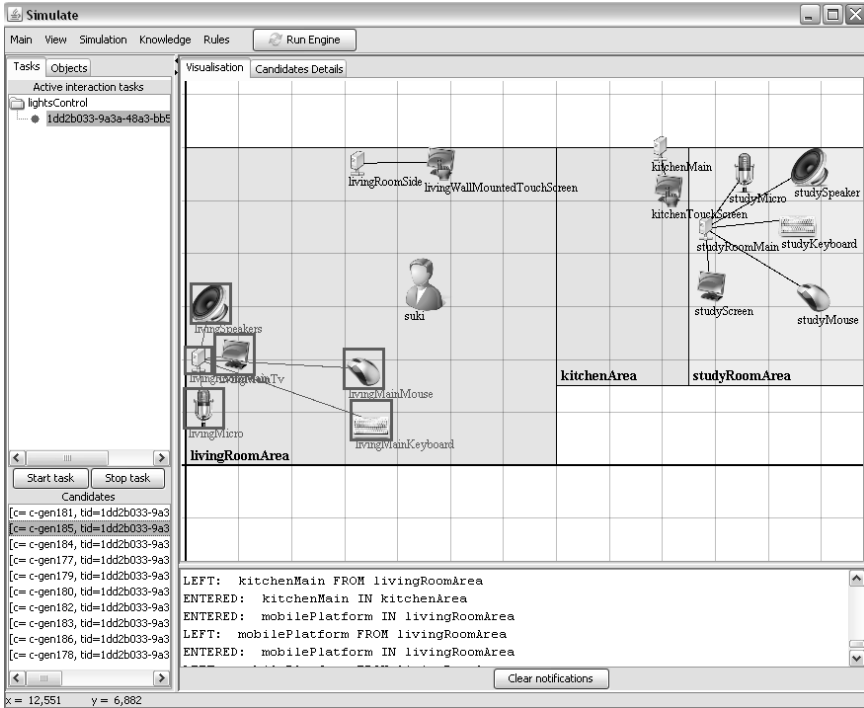 Simulate
Main View Simulation Knowledge Rules Run Engine
Tasks Objects
Visualisation Candidates Details
Active interaction tasks
lightsControl
1dd2b033-9a3a-48a3-bb5
livingRoomSide livingWallMountedTouchScreen
kitchenMain
kitchenTouchScreen
studyMicro
studySpeaker
studyRoomMain studyKeyboard
studyScreen
studyMouse
suki
livingSpeakers
livingMainTv
livingMainMouse
livingMicro
livingMainKeyboard
livingRoomArea
kitchenArea
studyRoomArea
Start task Stop task
Candidates
[c= c-gen181, tid=1dd2b033-9a3
[c= c-gen185, tid=1dd2b033-9a3
[c= c-gen184, tid=1dd2b033-9a3
[c= c-gen177, tid=1dd2b033-9a3
[c= c-gen179, tid=1dd2b033-9a3
[c= c-gen180, tid=1dd2b033-9a3
[c= c-gen182, tid=1dd2b033-9a3
[c= c-gen183, tid=1dd2b033-9a3
[c= c-gen186, tid=1dd2b033-9a3
[c= c-gen178, tid=1dd2b033-9a3
LEFT: kitchenMain FROM livingRoomArea
ENTERED: kitchenMain IN kitchenArea
ENTERED: mobilePlatform IN livingRoomArea
LEFT: mobilePlatform FROM livingRoomArea
ENTERED: mobilePlatform IN livingRoomArea
Clear notifications
x = 12,551 y = 6,882